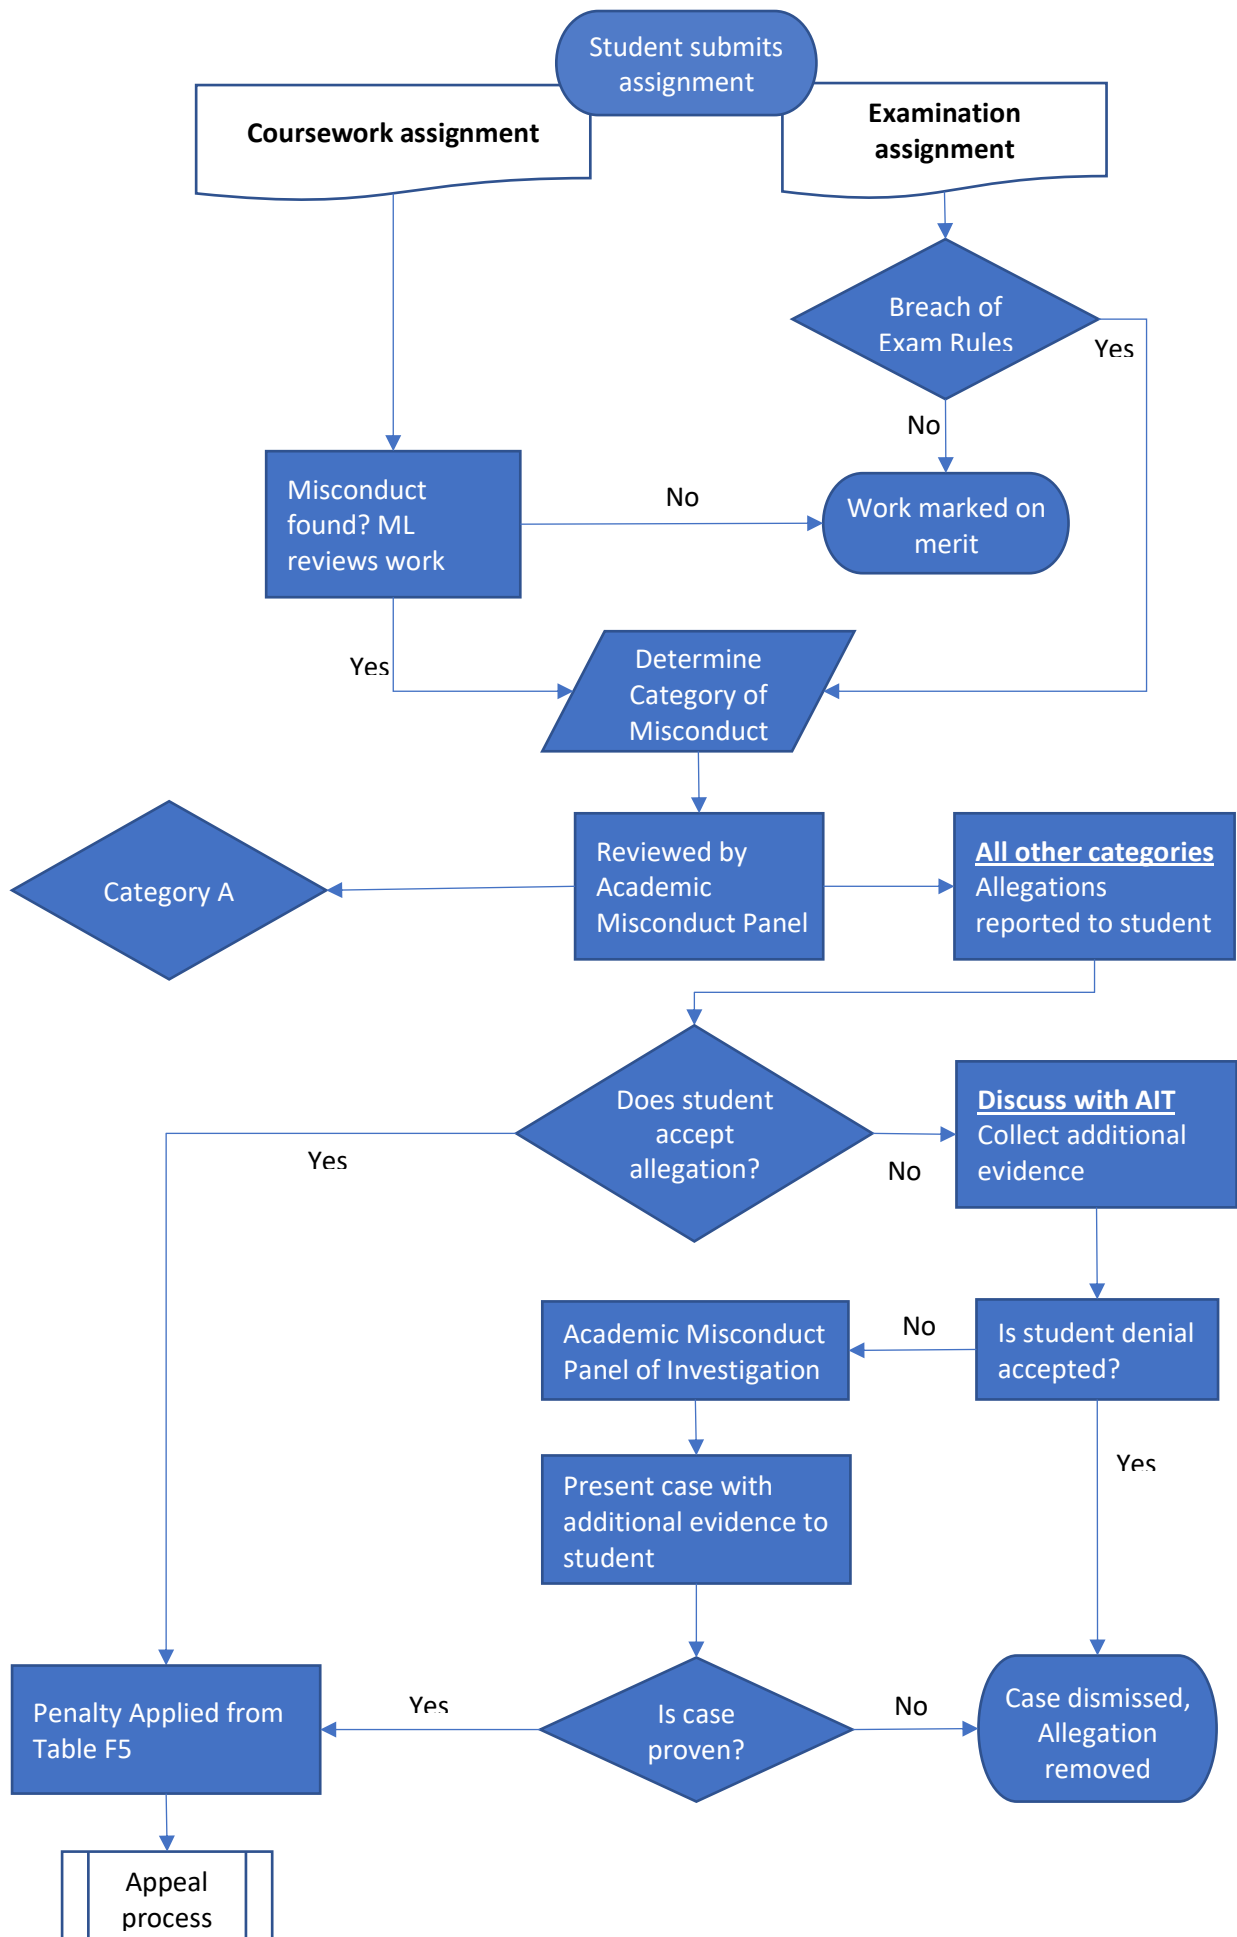 Student submits
assignment
Coursework assignment
Examination
assignment
Breach of
Exam Rules
Yes
No
Misconduct
found? ML
reviews work
No
Work marked on
merit
Yes
Determine
Category of
Misconduct
Category A
Reviewed by
Academic
Misconduct Panel
All other categories
Allegations
reported to student
Does student
accept
allegation?
Yes
No
Discuss with AIT
Collect additional
evidence
Academic Misconduct
Panel of Investigation
No
Is student denial
accepted?
Yes
Present case with
additional evidence to
student
Penalty Applied from
Table F5
Yes
Is case
proven?
No
Case dismissed,
Allegation
removed
Appeal
process